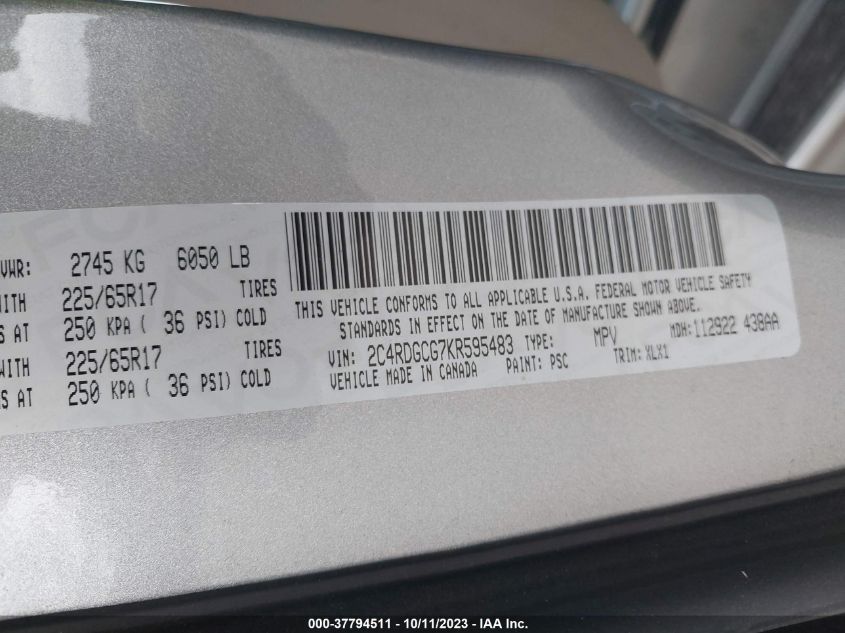 VWR: 2745 KG 6050 LB
WITH 225/65R17 TIRES
S AT 250 KPA ( 36 PSI) COLD
WITH 225/65R17 TIRES
S AT 250 KPA ( 36 PSI) COLD
THIS VEHICLE CONFORMS TO ALL APPLICABLE U.S.A. FEDERAL MOTOR VEHICLE SAFETY
STANDARDS IN EFFECT ON THE DATE OF MANUFACTURE SHOWN ABOVE.
VIN: 2C4RDGCG7KR595483 TYPE: MPV MDH: 112922 438AA
VEHICLE MADE IN CANADA PAINT: PSC TRIM: XLX1
000-37794511 - 10/11/2023 - IAA Inc.